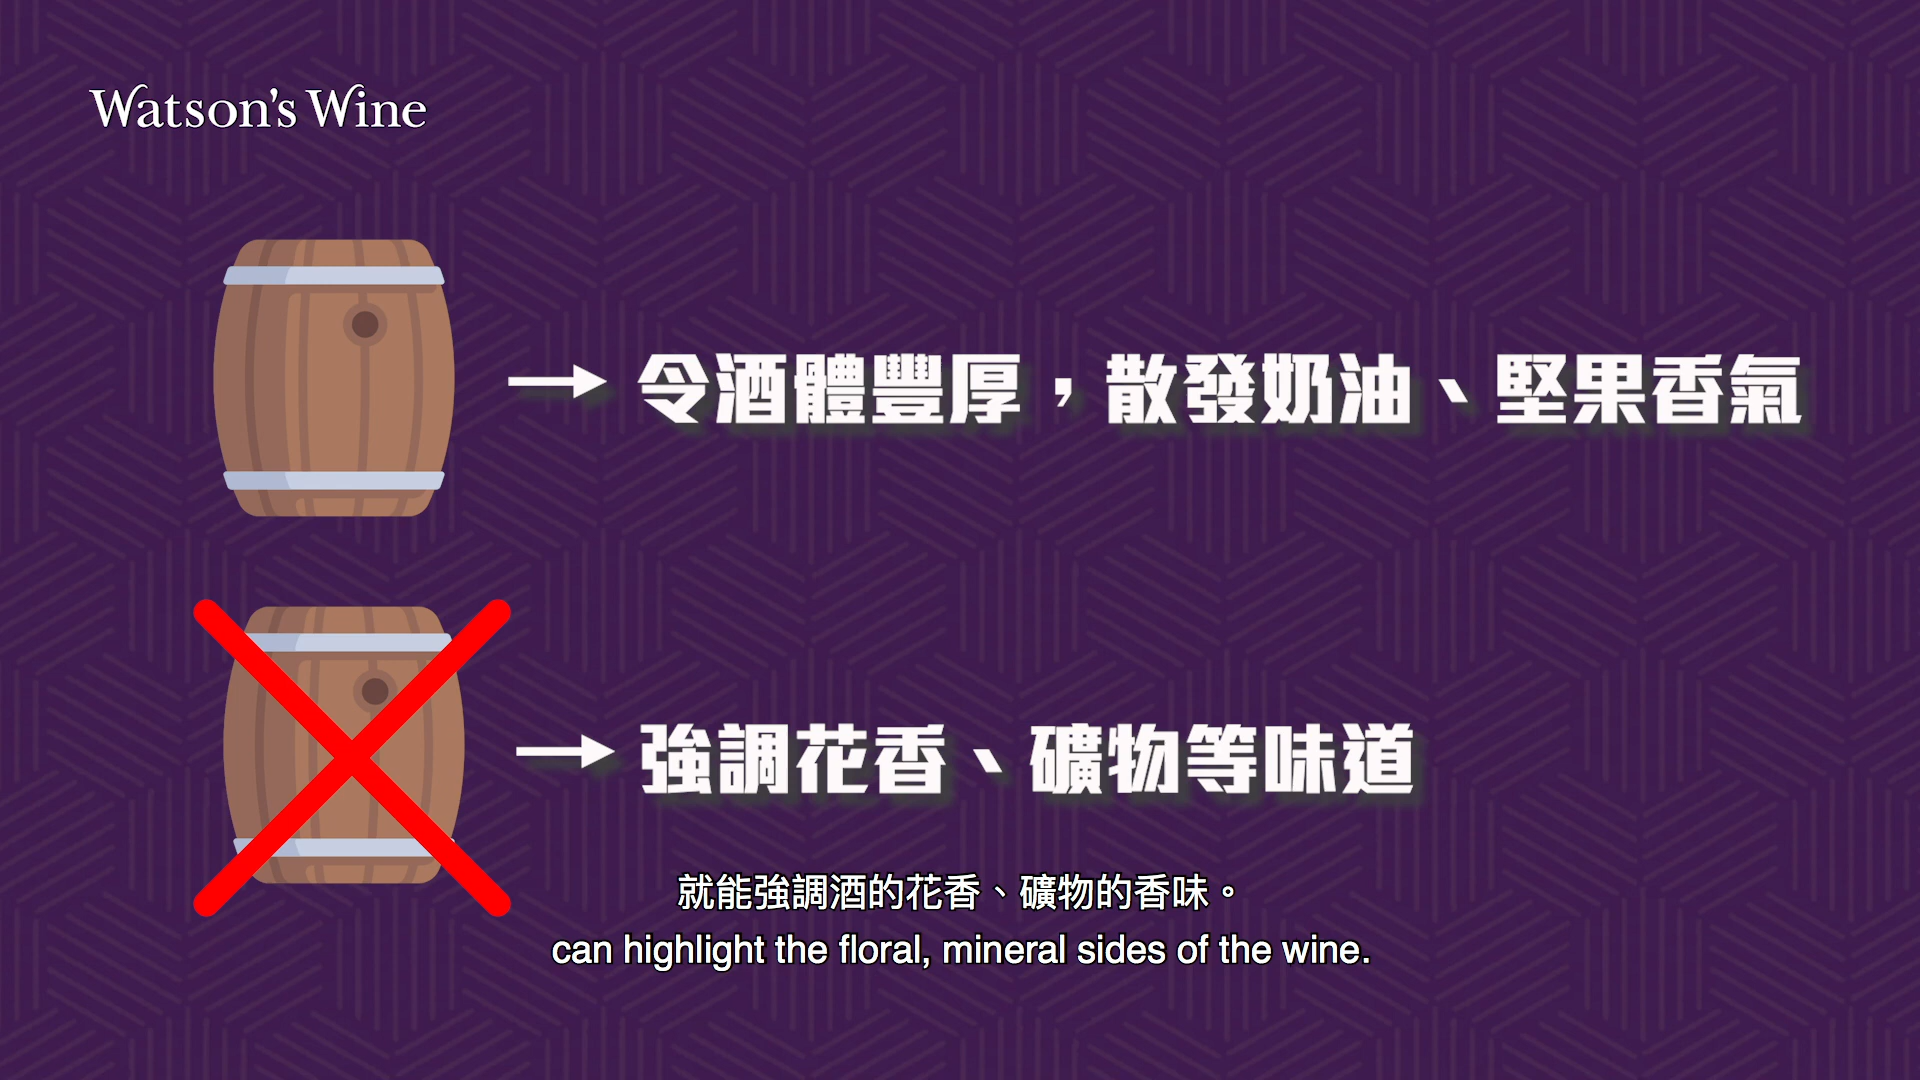 Watson's Wine
令酒體豐厚，散發奶油、堅果香氣
強調花香、礦物等味道
就能強調酒的花香、礦物的香味。
can highlight the floral, mineral sides of the wine.